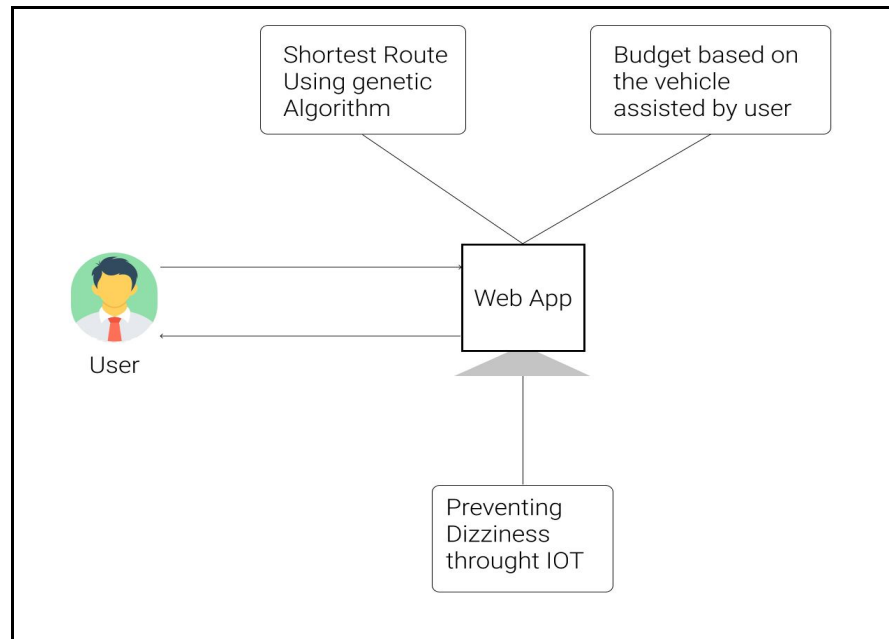 Shortest Route
Using genetic
Algorithm
Budget based on
the vehicle
assisted by user
Web App
User
Preventing
Dizziness
throught IOT